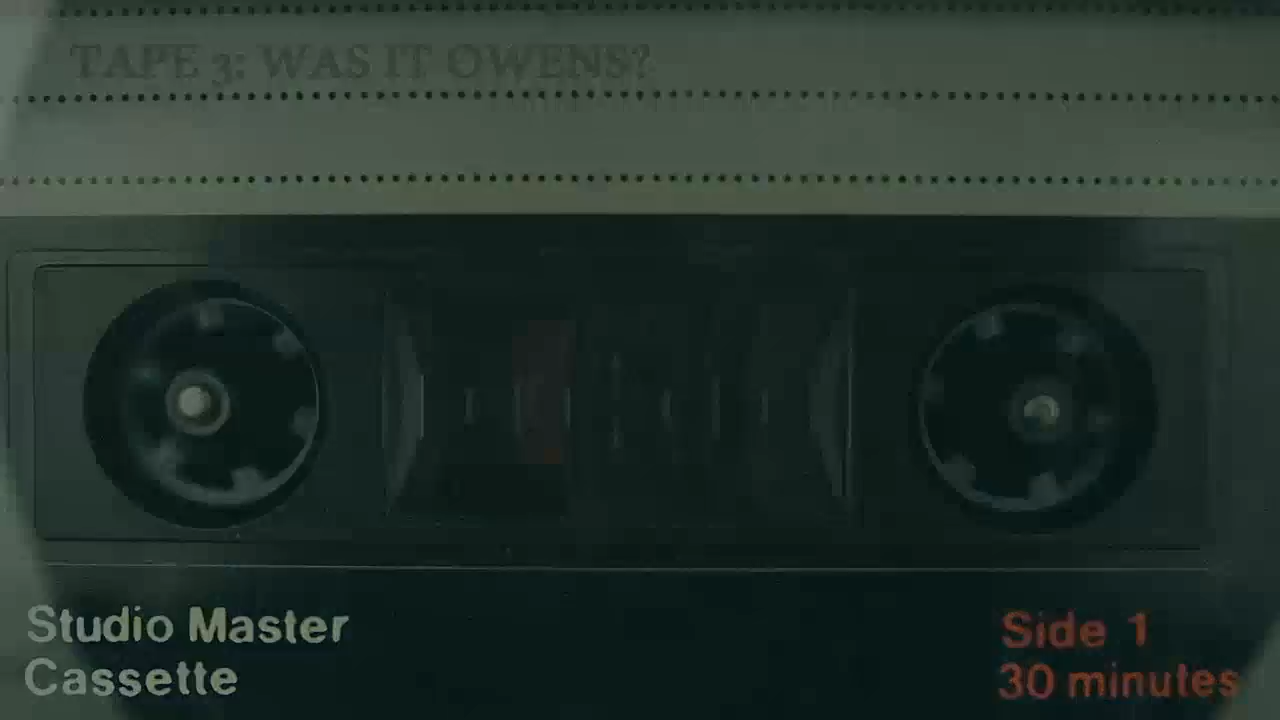 TAPE 3: WAS IT OWENS?
Studio Master
Cassette
Side 1
30 minutes